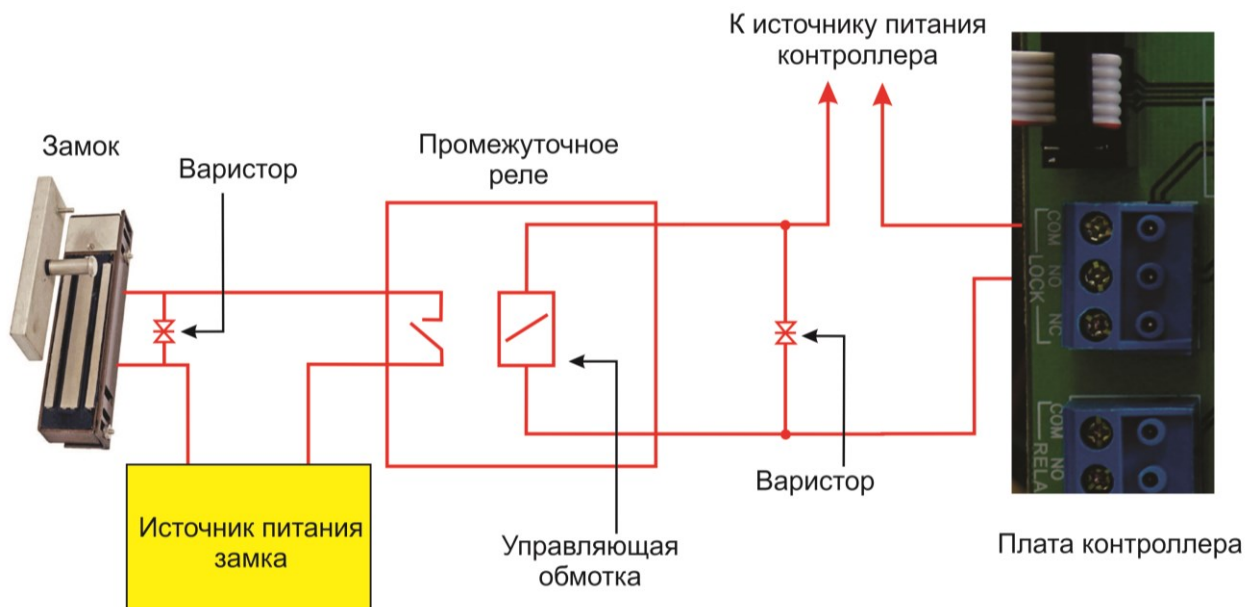 К источнику питания
контроллера
Замок
Варистор
Промежуточное
реле
COM
NO
NC
LOCK
COM
NO
RELA
Варистор
Источник питания
замка
Управляющая
обмотка
Плата контроллера